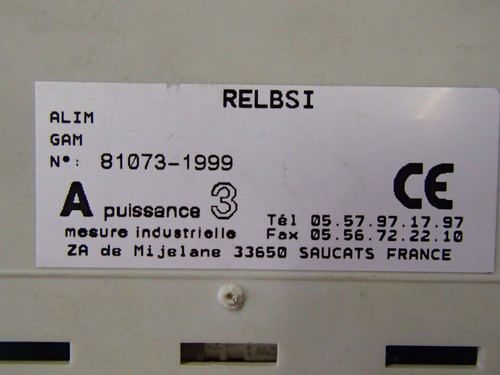 RELBSI
ALIM
GAM
N°: 81073-1999
CE
A puissance 3
mesure industrielle
Tél 05.57.97.17.97
Fax 05.56.72.22.10
ZA de Mijelane 33650 SAUCATS FRANCE